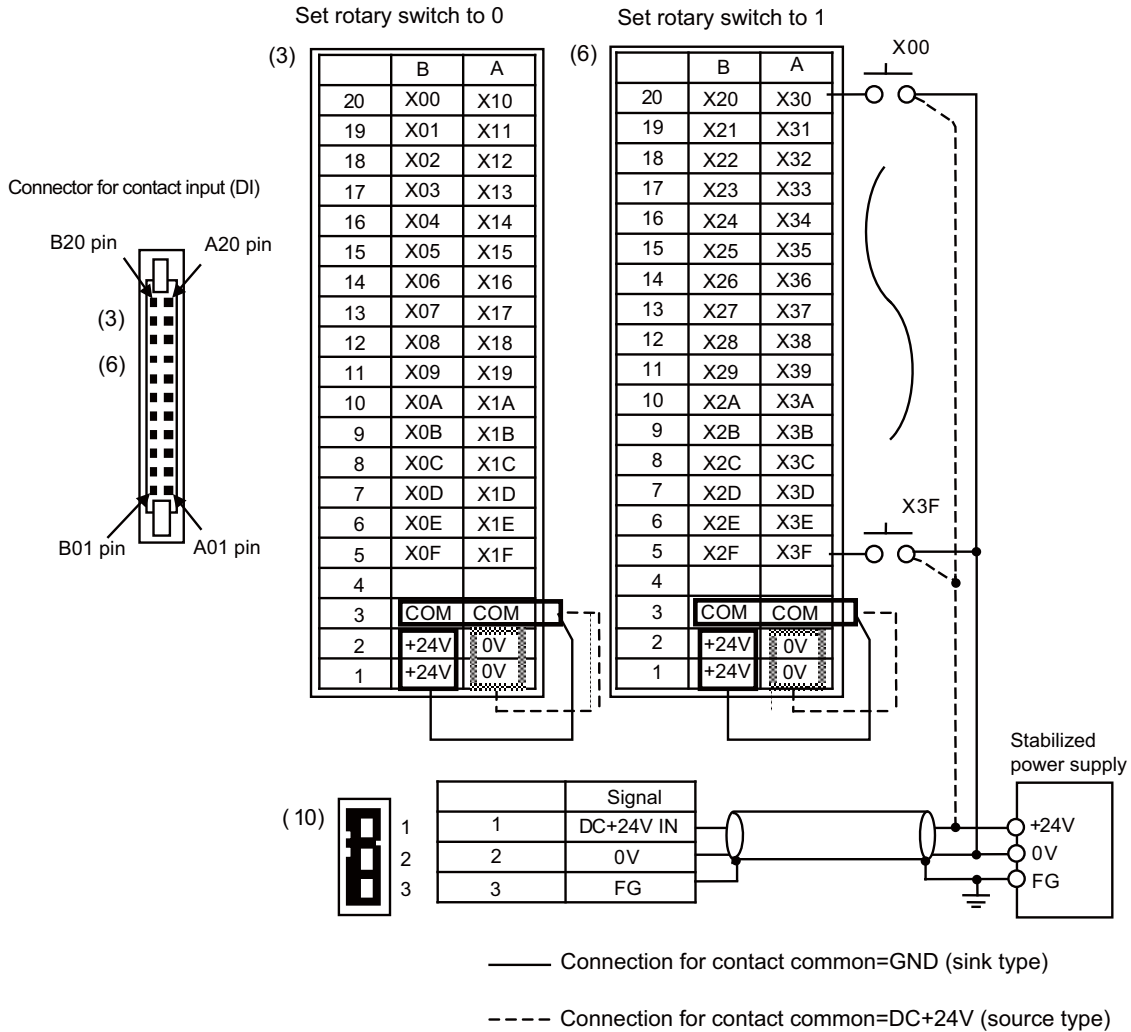 Set rotary switch to 0
(3)
B A
20 X00 X10
19 X01 X11
18 X02 X12
17 X03 X13
16 X04 X14
15 X05 X15
14 X06 X16
13 X07 X17
12 X08 X18
11 X09 X19
10 X0A X1A
9 X0B X1B
8 X0C X1C
7 X0D X1D
6 X0E X1E
5 X0F X1F
4
3 COM COM
2 +24V 0V
1 +24V 0V
Set rotary switch to 1
(6)
B A
20 X20 X30
19 X21 X31
18 X22 X32
17 X23 X33
16 X24 X34
15 X25 X35
14 X26 X36
13 X27 X37
12 X28 X38
11 X29 X39
10 X2A X3A
9 X2B X3B
8 X2C X3C
7 X2D X3D
6 X2E X3E
5 X2F X3F
4
3 COM COM
2 +24V 0V
1 +24V 0V
X00
X3F
Connector for contact input (DI)
B20 pin A20 pin
(3)
(6)
B01 pin A01 pin
Stabilized
power supply
+24V
0V
FG
(10)
1
2
3
Signal
1 DC+24V IN
2 0V
3 FG
Connection for contact common=GND (sink type)
Connection for contact common=DC+24V (source type)